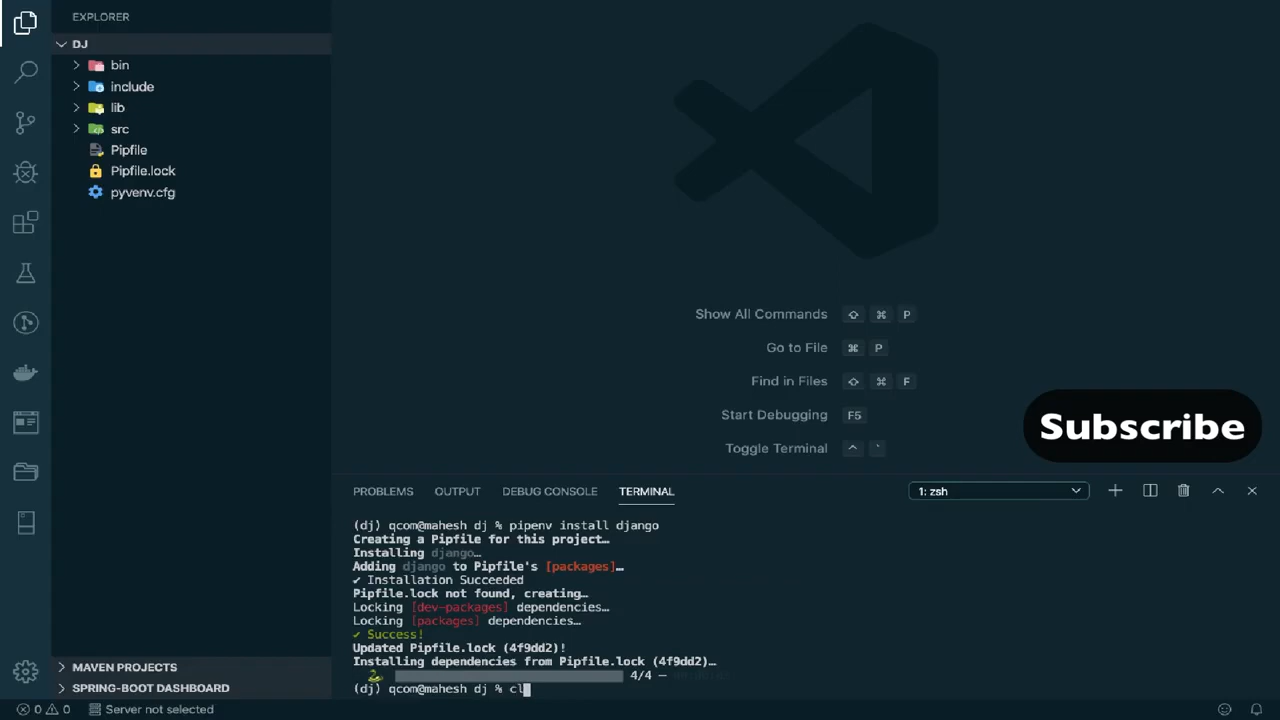 EXPLORER
DJ
bin
include
lib
src
Pipfile
Pipfile.lock
pyvenv.cfg
MAVEN PROJECTS
SPRING-BOOT DASHBOARD
Show All Commands ⇧ ⌘ P
Go to File ⌘ P
Find in Files ⇧ ⌘ F
Start Debugging F5
Toggle Terminal ^ `
Subscribe
PROBLEMS OUTPUT DEBUG CONSOLE TERMINAL 1: zsh
(dj) qcom@mahesh dj % pipenv install django
Creating a Pipfile for this project…
Installing django…
Adding django to Pipfile's [packages]…
✔ Installation Succeeded
Pipfile.lock not found, creating…
Locking [dev-packages] dependencies…
Locking [packages] dependencies…
✔ Success!
Updated Pipfile.lock (4f9dd2)!
Installing dependencies from Pipfile.lock (4f9dd2)…
4/4 —
(dj) qcom@mahesh dj % cl
0 0 Server not selected